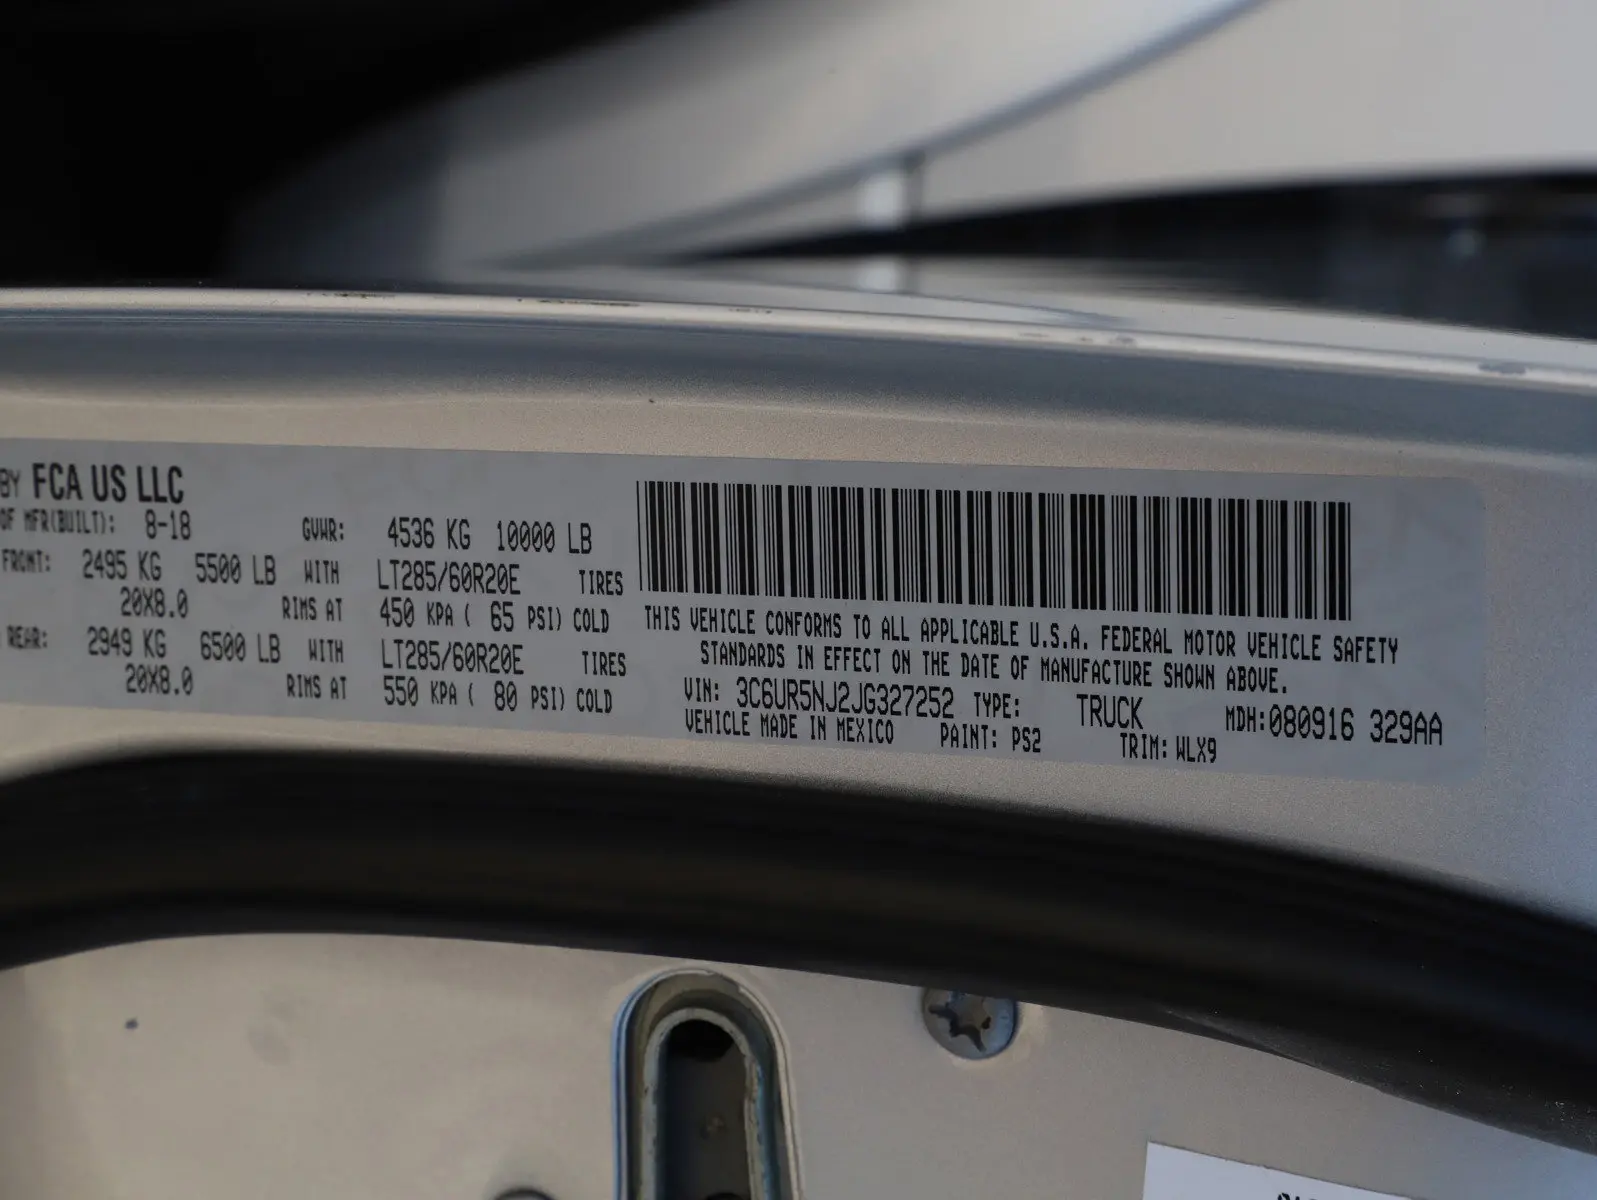 BY FCA US LLC
OF MFR(BUILT): 8-18 GVWR: 4536 KG 10000 LB
FRONT: 2495 KG 5500 LB WITH LT285/60R20E TIRES
20X8.0 RIMS AT 450 KPA ( 65 PSI) COLD
REAR: 2949 KG 6500 LB WITH LT285/60R20E TIRES
20X8.0 RIMS AT 550 KPA ( 80 PSI) COLD
THIS VEHICLE CONFORMS TO ALL APPLICABLE U.S.A. FEDERAL MOTOR VEHICLE SAFETY
STANDARDS IN EFFECT ON THE DATE OF MANUFACTURE SHOWN ABOVE.
VIN: 3C6UR5NJ2JG327252 TYPE: TRUCK MDH:080916 329AA
VEHICLE MADE IN MEXICO PAINT: PS2 TRIM: WLX9